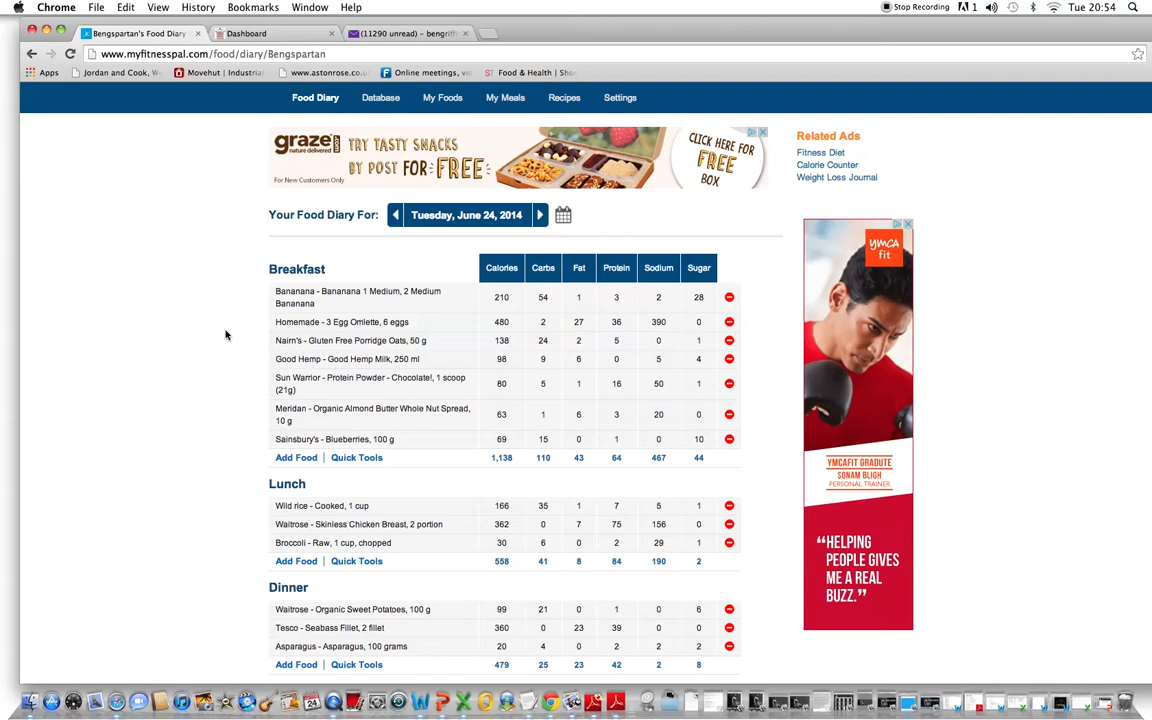 Chrome File Edit View History Bookmarks Window Help Stop Recording 1 Tue 20:54
Bengspartan's Food Diary Dashboard (11290 unread) - bengriff
www.myfitnesspal.com/food/diary/Bengspartan
Apps Jordan and Cook, W Movehut | Industrial www.astonrose.co.u Online meetings, vi Food & Health | Sho
Food Diary Database My Foods My Meals Recipes Settings
graze
nature delivered
For New Customers Only
TRY TASTY SNACKS
BY POST FOR FREE
CLICK HERE FOR
FREE
BOX
Related Ads
Fitness Diet
Calorie Counter
Weight Loss Journal
Your Food Diary For: Tuesday, June 24, 2014
Breakfast Calories Carbs Fat Protein Sodium Sugar
Bananana - Bananana 1 Medium, 2 Medium
Bananana 210 54 1 3 2 28
Homemade - 3 Egg Omlette, 6 eggs 480 2 27 36 390 0
Nairn's - Gluten Free Porridge Oats, 50 g 138 24 2 5 0 1
Good Hemp - Good Hemp Milk, 250 ml 98 9 6 0 5 4
Sun Warrior - Protein Powder - Chocolate!, 1 scoop
(21g) 80 5 1 16 50 1
Meridan - Organic Almond Butter Whole Nut Spread,
10 g 63 1 6 3 20 0
Sainsbury's - Blueberries, 100 g 69 15 0 1 0 10
Add Food | Quick Tools 1,138 110 43 64 467 44
Lunch
Wild rice - Cooked, 1 cup 166 35 1 7 5 1
Waitrose - Skinless Chicken Breast, 2 portion 362 0 7 75 156 0
Broccoli - Raw, 1 cup, chopped 30 6 0 2 29 1
Add Food | Quick Tools 558 41 8 84 190 2
Dinner
Waitrose - Organic Sweet Potatoes, 100 g 99 21 0 1 0 6
Tesco - Seabass Fillet, 2 fillet 360 0 23 39 0 0
Asparagus - Asparagus, 100 grams 20 4 0 2 2 2
Add Food | Quick Tools 479 25 23 42 2 8
YMCA
fit
YMCAFIT GRADUTE
SONAM BLIGH
PERSONAL TRAINER
“HELPING
PEOPLE GIVES
ME A REAL
BUZZ.”